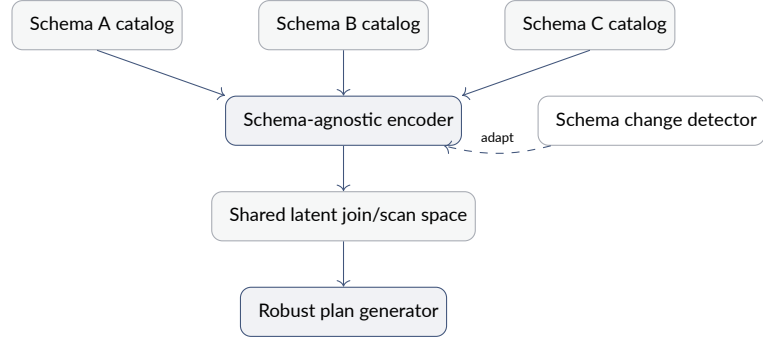 Schema A catalog
Schema B catalog
Schema C catalog
Schema-agnostic encoder
Schema change detector
adapt
Shared latent join/scan space
Robust plan generator